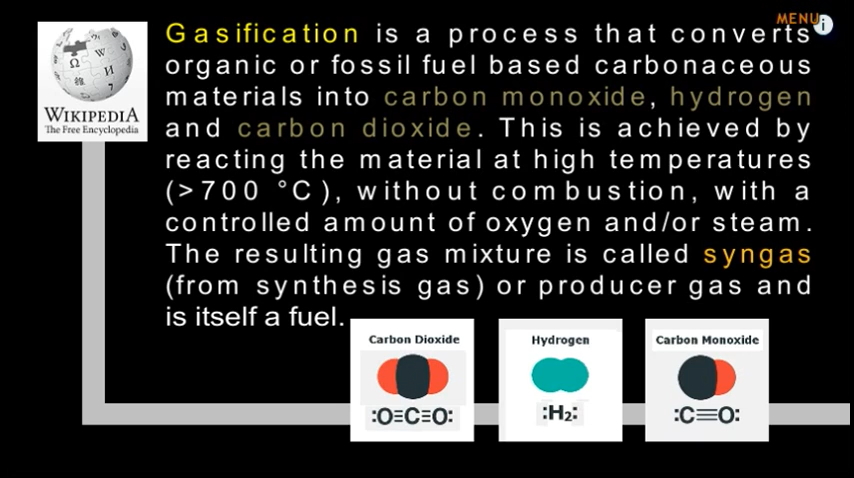 MENU
i
Gasification is a process that converts
organic or fossil fuel based carbonaceous
materials into carbon monoxide, hydrogen
and carbon dioxide. This is achieved by
reacting the material at high temperatures
(>700 °C), without combustion, with a
controlled amount of oxygen and/or steam.
The resulting gas mixture is called syngas
(from synthesis gas) or producer gas and
is itself a fuel.
Ω
W
И
維
7
WIKIPEDIA
The Free Encyclopedia
Carbon Dioxide
:O≡C≡O:
Hydrogen
:H₂:
Carbon Monoxide
:C≡O: